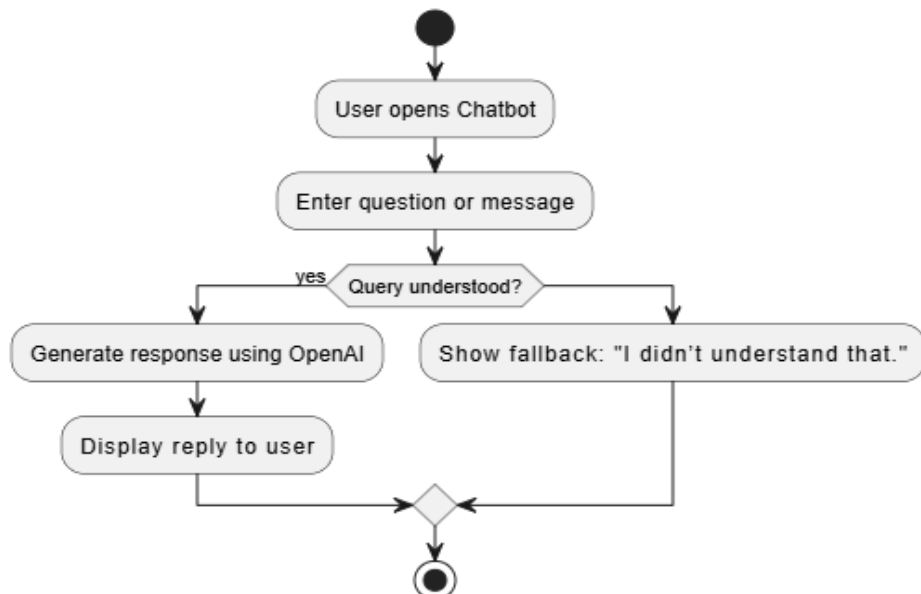 User opens Chatbot
Enter question or message
yes
Query understood?
Generate response using OpenAI
Show fallback: "I didn’t understand that."
Display reply to user